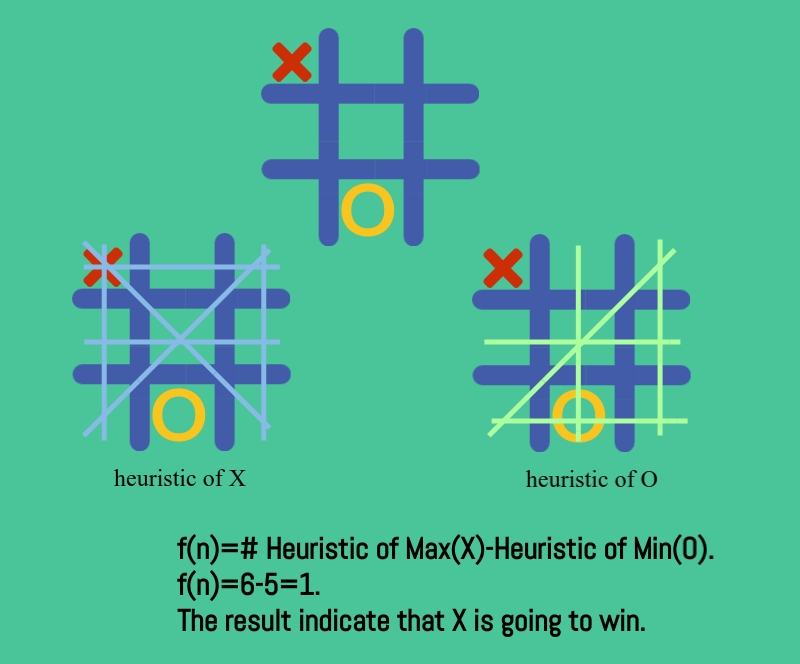 heuristic of X
heuristic of O
f(n)=# Heuristic of Max(X)-Heuristic of Min(O).
f(n)=6-5=1.
The result indicate that X is going to win.